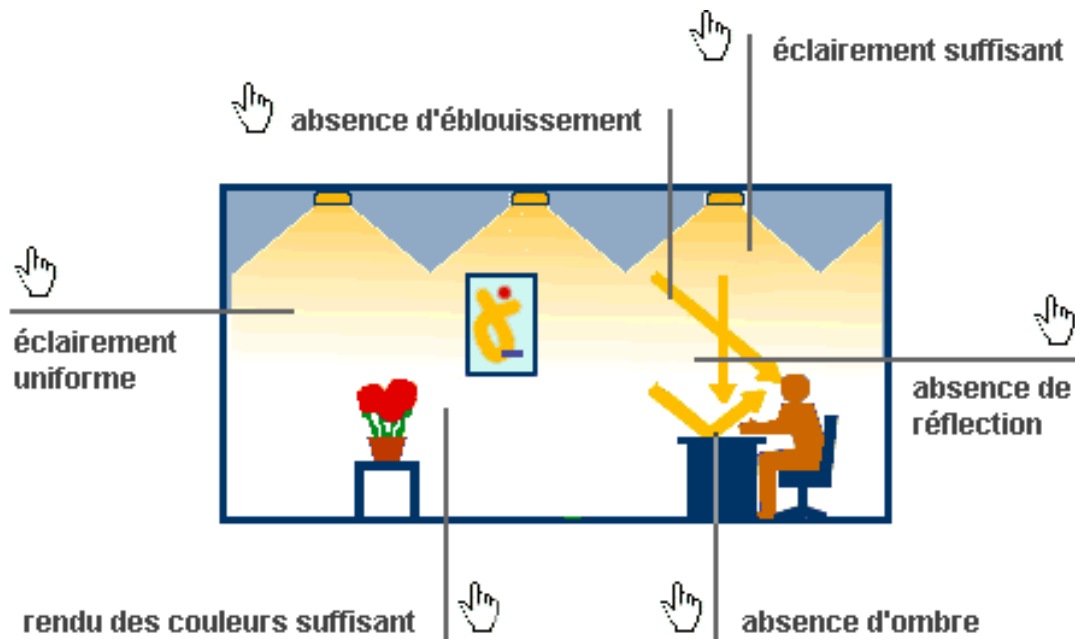 éclairement suffisant
absence d'éblouissement
éclairement
uniforme
absence de
réflection
rendu des couleurs suffisant
absence d'ombre